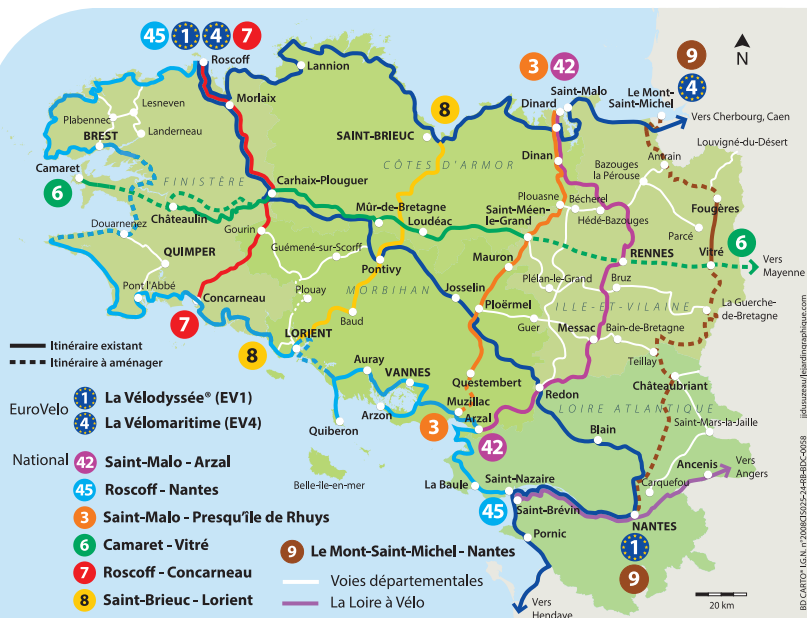 45 1 4 7
Roscoff
Lannion
Morlaix
8
3 42
9
4
N
Saint-Malo
Dinard
Le Mont-
Saint-Michel
Vers Cherbourg, Caen
Louvigné-du-Désert
Lesneven
Plabennec
BREST
Landerneau
SAINT-BRIEUC
CÔTES D'ARMOR
Dinan
Antrain
Bazouges
la Pérouse
Camaret
6
FINISTÈRE
Châteaulin
Carhaix-Plouguer
Mûr-de-Bretagne
Loudéac
Saint-Méen-
le-Grand
Plouasne
Bécherel
Hédé-Bazouges
Fougères
Parcé
Vitré
6
Vers
Mayenne
Douarnenez
QUIMPER
Gourin
Guémené-sur-Scorff
Pontivy
Mauron
RENNES
Pont l'Abbé
Concarneau
7
Plouay
MORBIHAN
Josselin
Plélan-le-Grand
Bruz
ILLE-ET-VILAINE
La Guerche-
de-Bretagne
Baud
LORIENT
8
Ploërmel
Guer
Messac
Bain-de-Bretagne
Teillay
Itinéraire existant
Itinéraire à aménager
Auray
VANNES
Questembert
Redon
Châteaubriant
LOIRE ATLANTIQUE
Arzon
Muzillac
Arzal
3
42
Quiberon
Saint-Mars-la-Jaille
Blain
Belle-île-en-mer
La Baule
Saint-Nazaire
45
Saint-Brévin
Carquefou
Ancenis
Vers
Angers
Pornic
NANTES
1
9
Vers
Hendaye
EuroVelo
1 La Vélodyssée® (EV1)
4 La Vélomaritime (EV4)
National
42 Saint-Malo - Arzal
45 Roscoff - Nantes
3 Saint-Malo - Presqu'île de Rhuys
6 Camaret - Vitré
7 Roscoff - Concarneau
8 Saint-Brieuc - Lorient
9 Le Mont-Saint-Michel - Nantes
Voies départementales
La Loire à Vélo
20 km